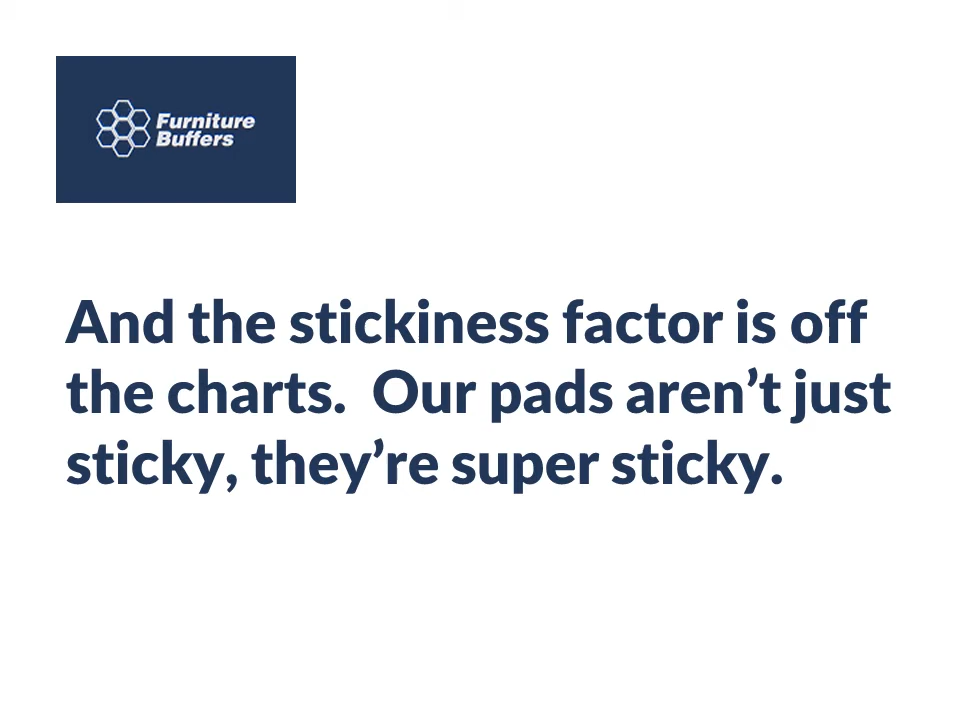 Furniture
Buffers
And the stickiness factor is off
the charts.  Our pads aren’t just
sticky, they’re super sticky.